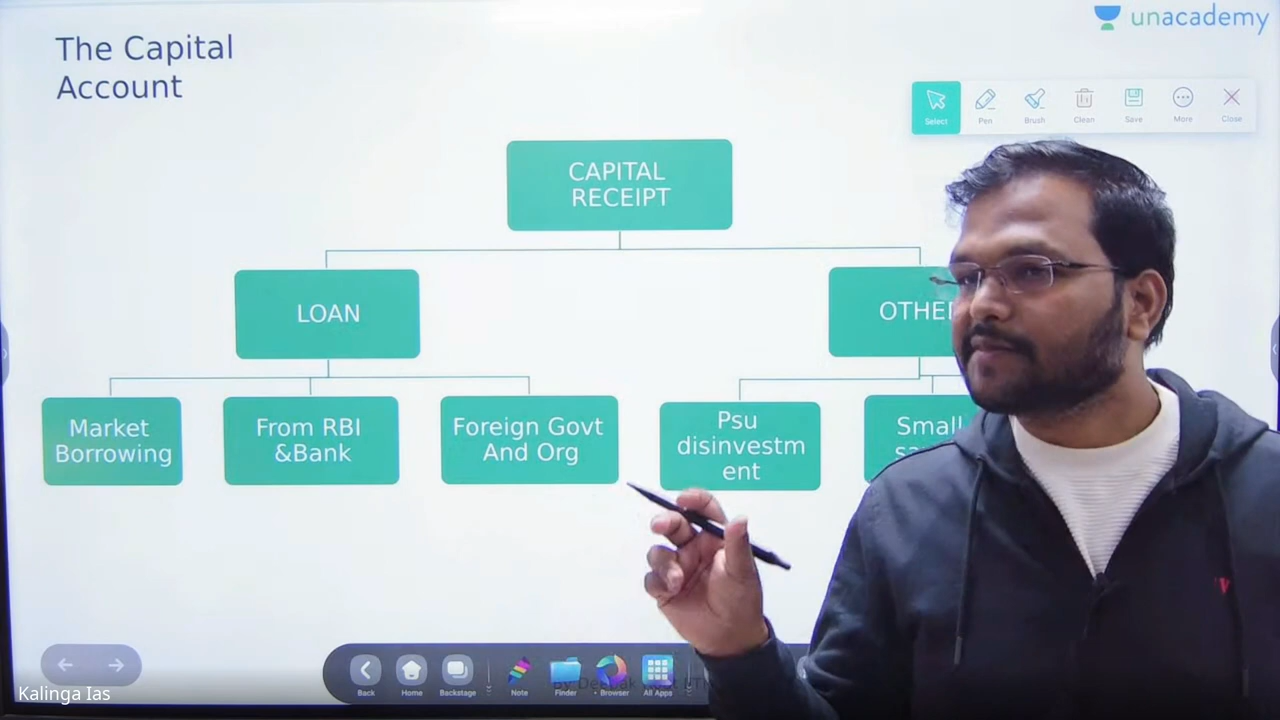 The Capital
Account
unacademy
Select
Pen
Brush
Clean
Save
More
Close
CAPITAL
RECEIPT
LOAN
Market
Borrowing
From RBI
&Bank
Foreign Govt
And Org
Psu
disinvestm
ent
Small
Back
Home
Backstage
Note
Finder
Browser
All Apps
Kalinga Ias